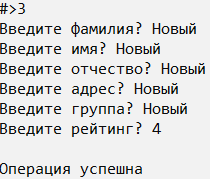 #>3
Введите фамилия? Новый
Введите имя? Новый
Введите отчество? Новый
Введите адрес? Новый
Введите группа? Новый
Введите рейтинг? 4
Операция успешна